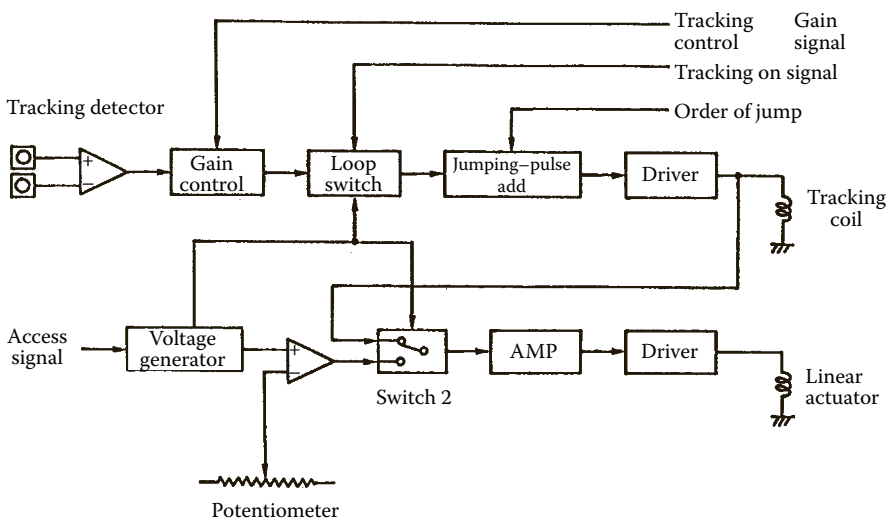 Tracking Gain
control signal
Tracking on signal
Tracking detector
Order of jump
+
−
Gain
control
Loop
switch
Jumping–pulse
add
Driver
Tracking
coil
Access
signal
Voltage
generator
+
−
AMP
Driver
Switch 2
Linear
actuator
Potentiometer